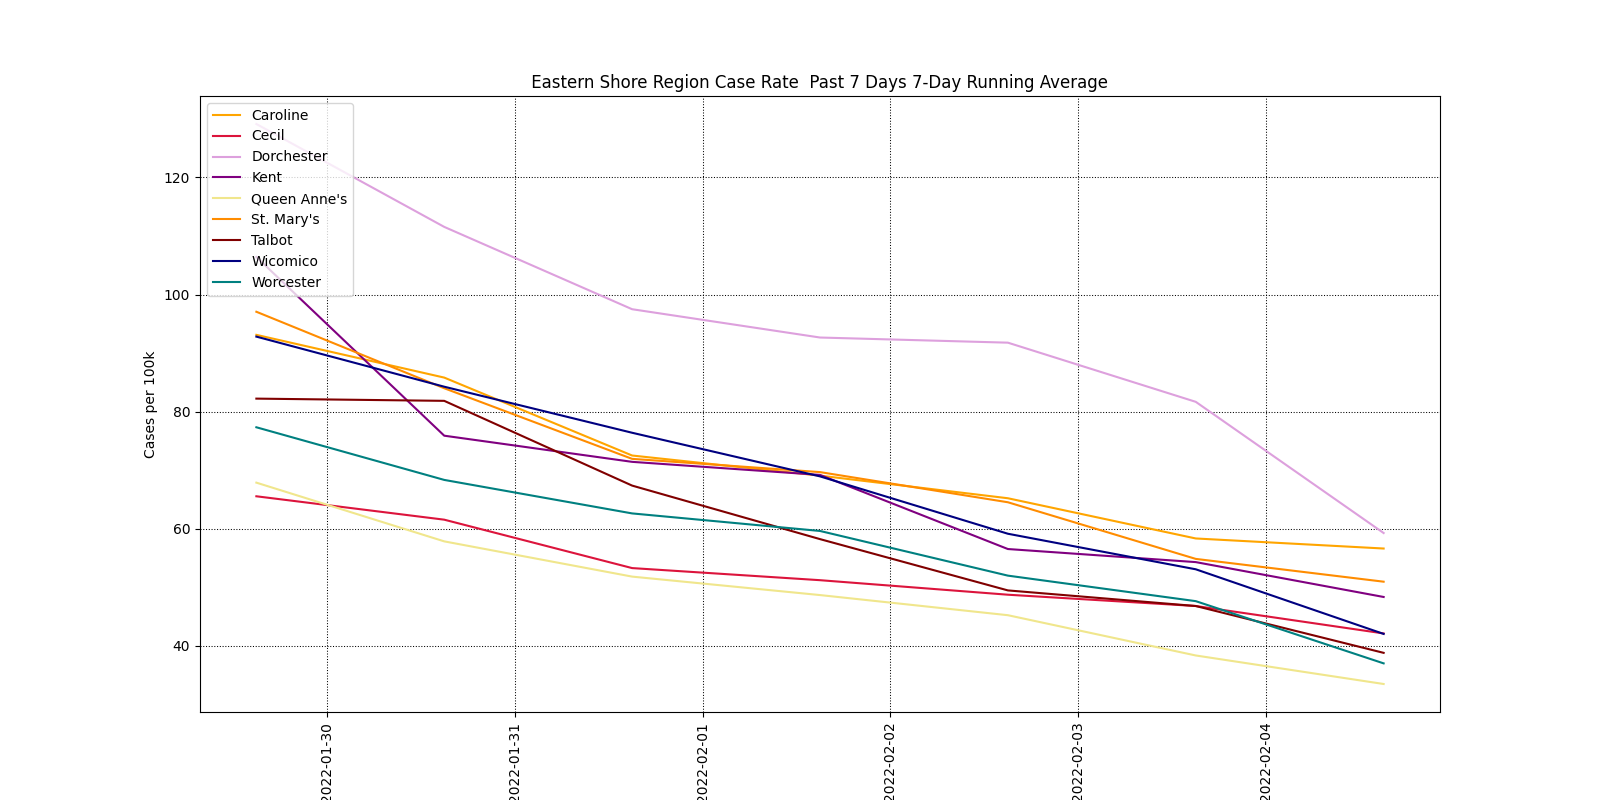 Eastern Shore Region Case Rate  Past 7 Days 7-Day Running Average
Caroline
Cecil
Dorchester
Kent
Queen Anne's
St. Mary's
Talbot
Wicomico
Worcester
Cases per 100k
120
100
80
60
40
2022-01-30
2022-01-31
2022-02-01
2022-02-02
2022-02-03
2022-02-04